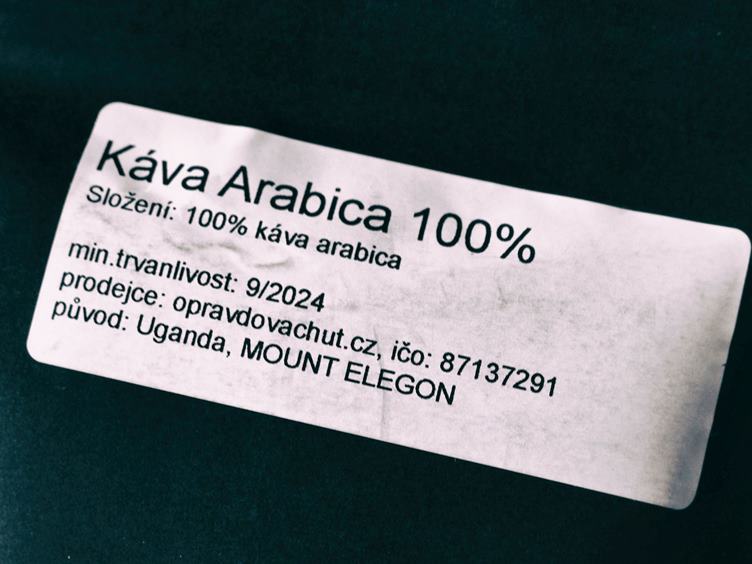 Káva Arabica 100%
Složení: 100% káva arabica
min.trvanlivost: 9/2024
prodejce: opravdovachut.cz, ičo: 87137291
původ: Uganda, MOUNT ELEGON